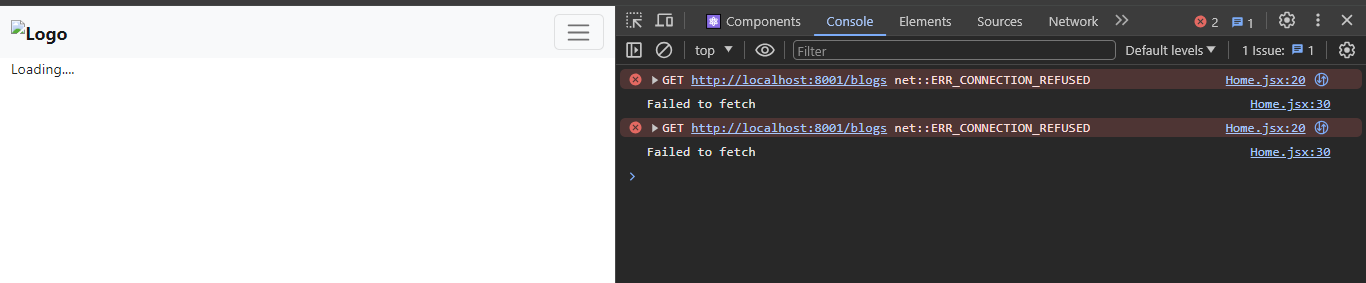 Logo
Loading....
Components Console Elements Sources Network 2 1
top Filter Default levels 1 Issue: 1
GET http://localhost:8001/blogs net::ERR_CONNECTION_REFUSED Home.jsx:20
Failed to fetch Home.jsx:30
GET http://localhost:8001/blogs net::ERR_CONNECTION_REFUSED Home.jsx:20
Failed to fetch Home.jsx:30